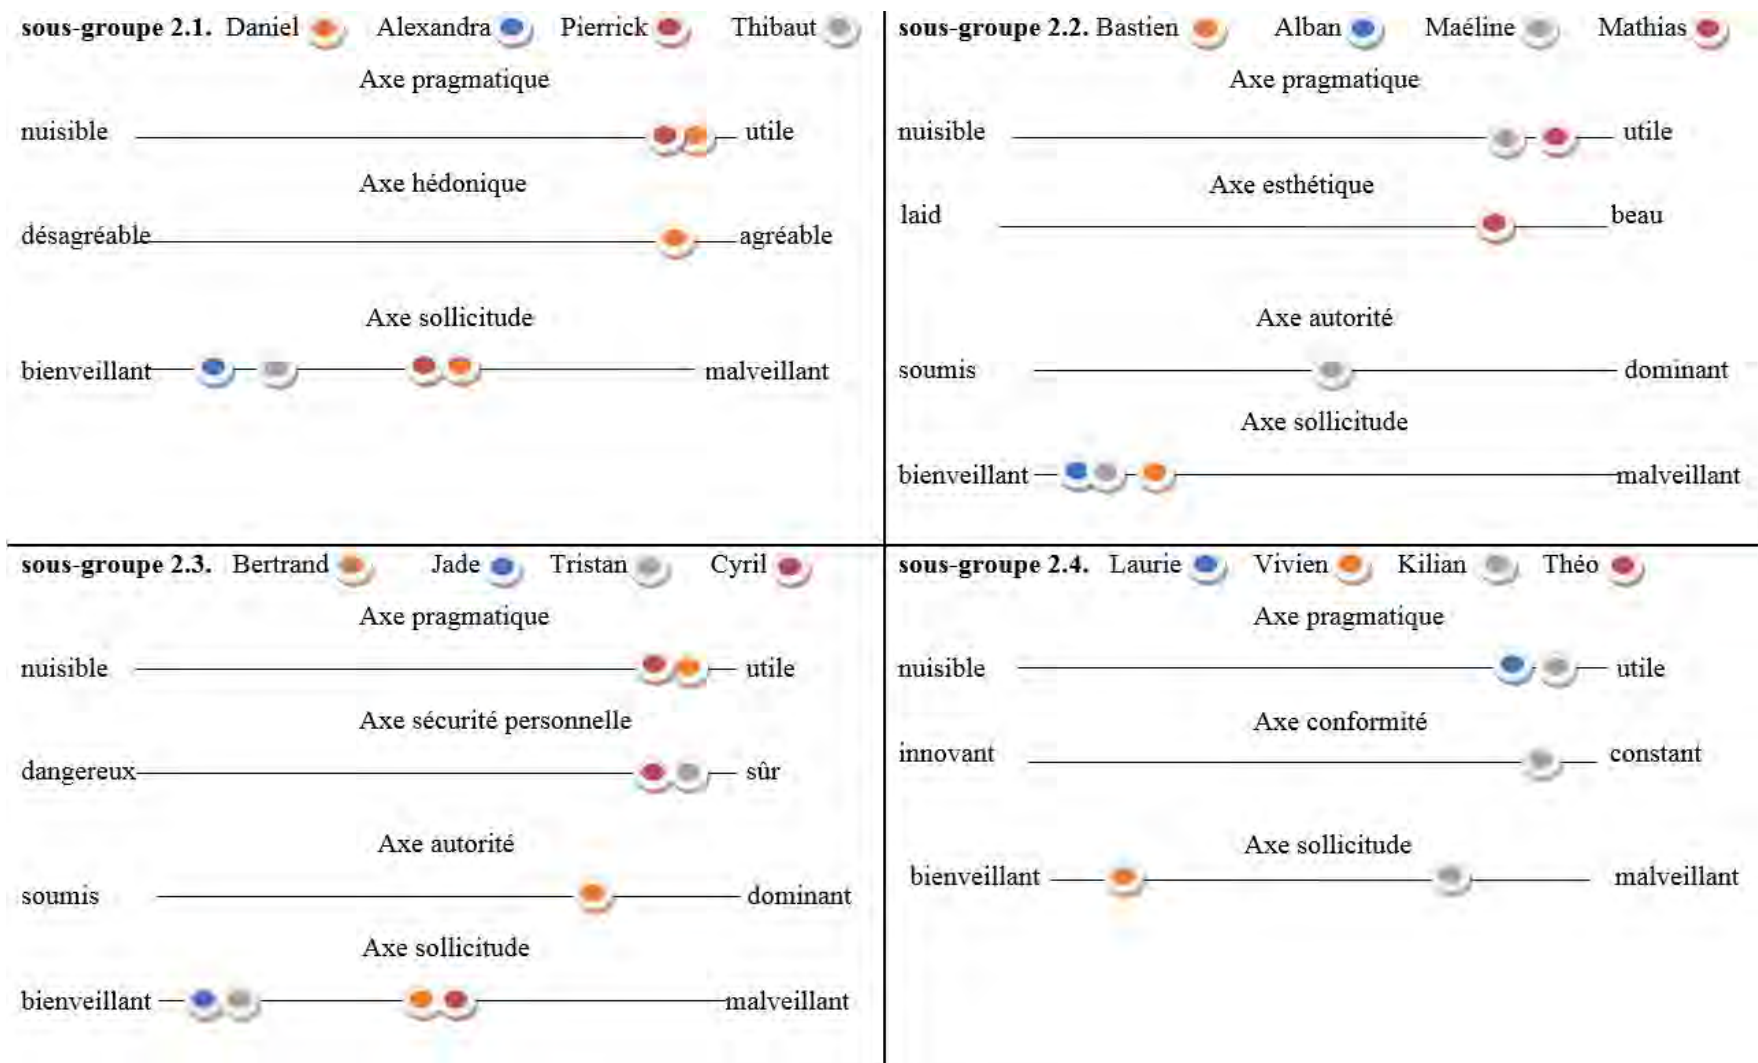 sous-groupe 2.1. Daniel Alexandra Pierrick Thibaut
Axe pragmatique
nuisible utile
Axe hédonique
désagréable agréable
Axe sollicitude
bienveillant malveillant
sous-groupe 2.2. Bastien Alban Maéline Mathias
Axe pragmatique
nuisible utile
Axe esthétique
laid beau
Axe autorité
soumis dominant
Axe sollicitude
bienveillant malveillant
sous-groupe 2.3. Bertrand Jade Tristan Cyril
Axe pragmatique
nuisible utile
Axe sécurité personnelle
dangereux sûr
Axe autorité
soumis dominant
Axe sollicitude
bienveillant malveillant
sous-groupe 2.4. Laurie Vivien Kilian Théo
Axe pragmatique
nuisible utile
Axe conformité
innovant constant
Axe sollicitude
bienveillant malveillant